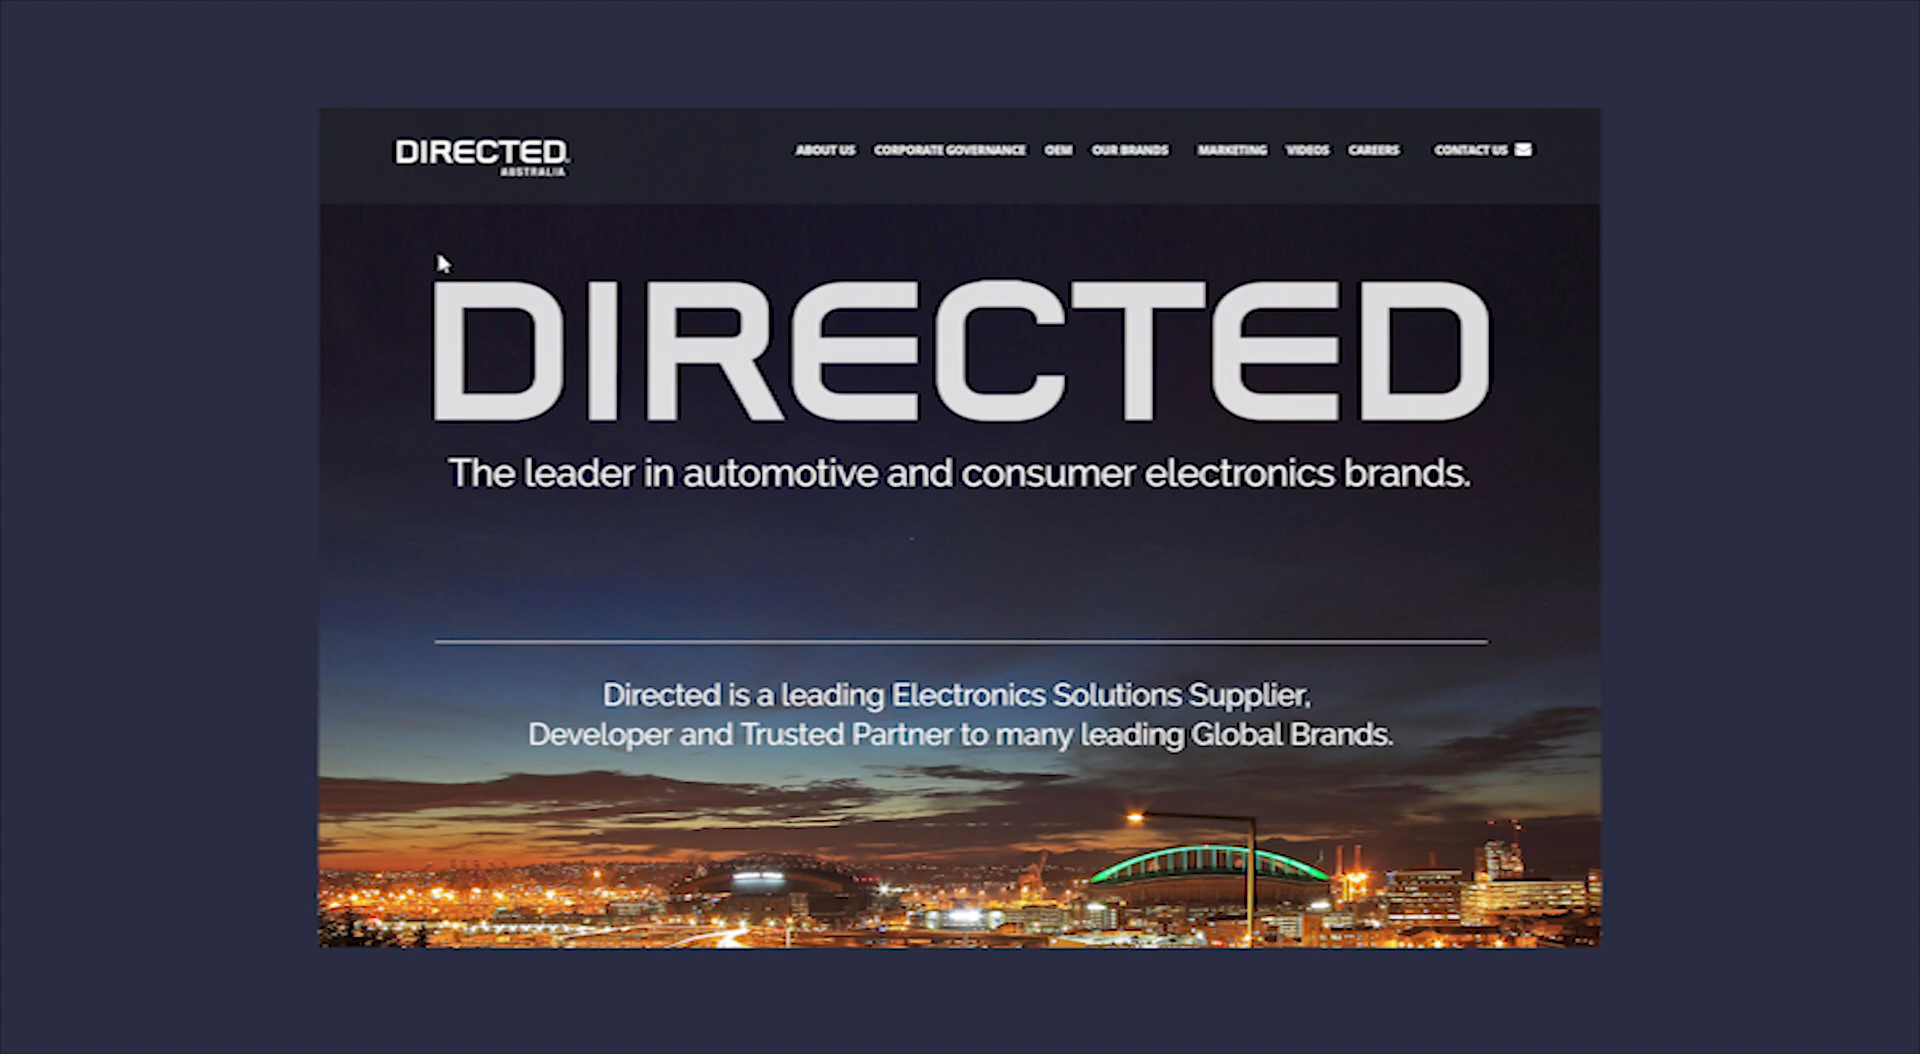 DIRECTED
AUSTRALIA
ABOUT US CORPORATE GOVERNANCE OEM OUR BRANDS MARKETING VIDEOS CAREERS CONTACT US
DIRECTED
The leader in automotive and consumer electronics brands.
Directed is a leading Electronics Solutions Supplier,
Developer and Trusted Partner to many leading Global Brands.